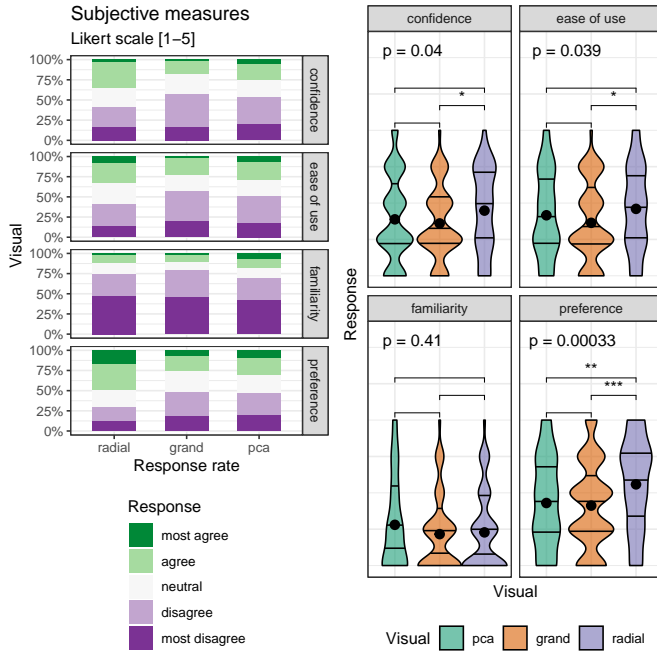 Subjective measures
Likert scale [1−5]
Visual
100%
75%
50%
25%
0%
confidence
100%
75%
50%
25%
0%
ease of use
100%
75%
50%
25%
0%
familiarity
100%
75%
50%
25%
0%
preference
radial
grand
pca
Response rate
Response
most agree
agree
neutral
disagree
most disagree
Response
confidence
p = 0.04
*
ease of use
p = 0.039
*
familiarity
p = 0.41
preference
p = 0.00033
**
***
Visual
Visual
pca
grand
radial